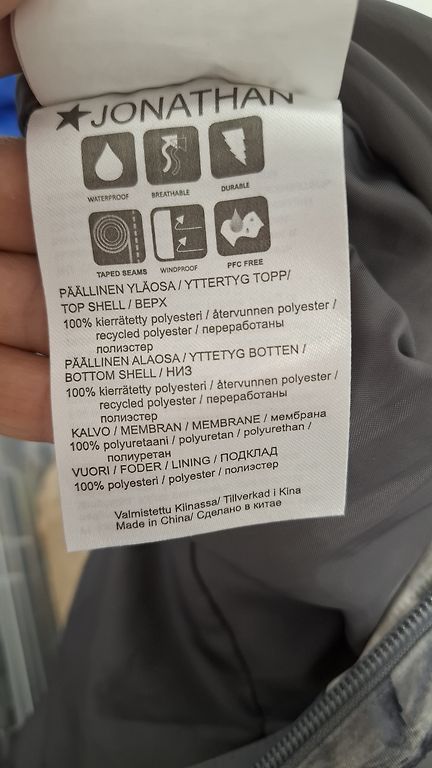 JONATHAN
WATERPROOF BREATHABLE DURABLE
TAPED SEAMS WINDPROOF PFC FREE
PÄÄLLINEN YLÄOSA / YTTERTYG TOPP/
TOP SHELL / ВЕРХ
100% kierrätetty polyesteri / återvunnen polyester /
recycled polyester / переработаны
полиэстер
PÄÄLLINEN ALAOSA / YTTETYG BOTTEN /
BOTTOM SHELL / НИЗ
100% kierrätetty polyesteri / återvunnen polyester /
recycled polyester / переработаны
полиэстер
KALVO / MEMBRAN / MEMBRANE / мембрана
100% polyuretaani / polyuretan / polyurethan /
полиуретан
VUORI / FODER / LINING / ПОДКЛАД
100% polyesteri / polyester / полиэстер
Valmistettu Kiinassa/ Tillverkad i Kina
Made in China/ Сделано в китае